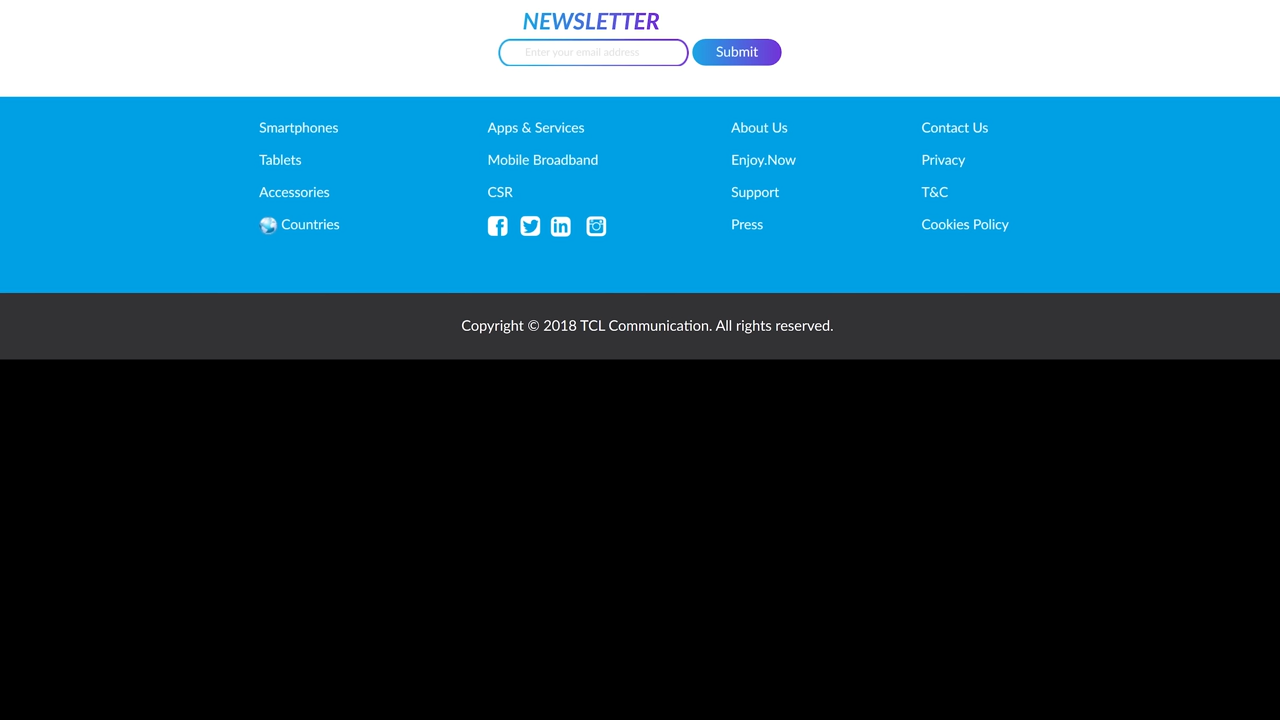 NEWSLETTER
Enter your email address
Submit
Smartphones
Tablets
Accessories
Countries
Apps & Services
Mobile Broadband
CSR
About Us
Enjoy.Now
Support
Press
Contact Us
Privacy
T&C
Cookies Policy
Copyright © 2018 TCL Communication. All rights reserved.